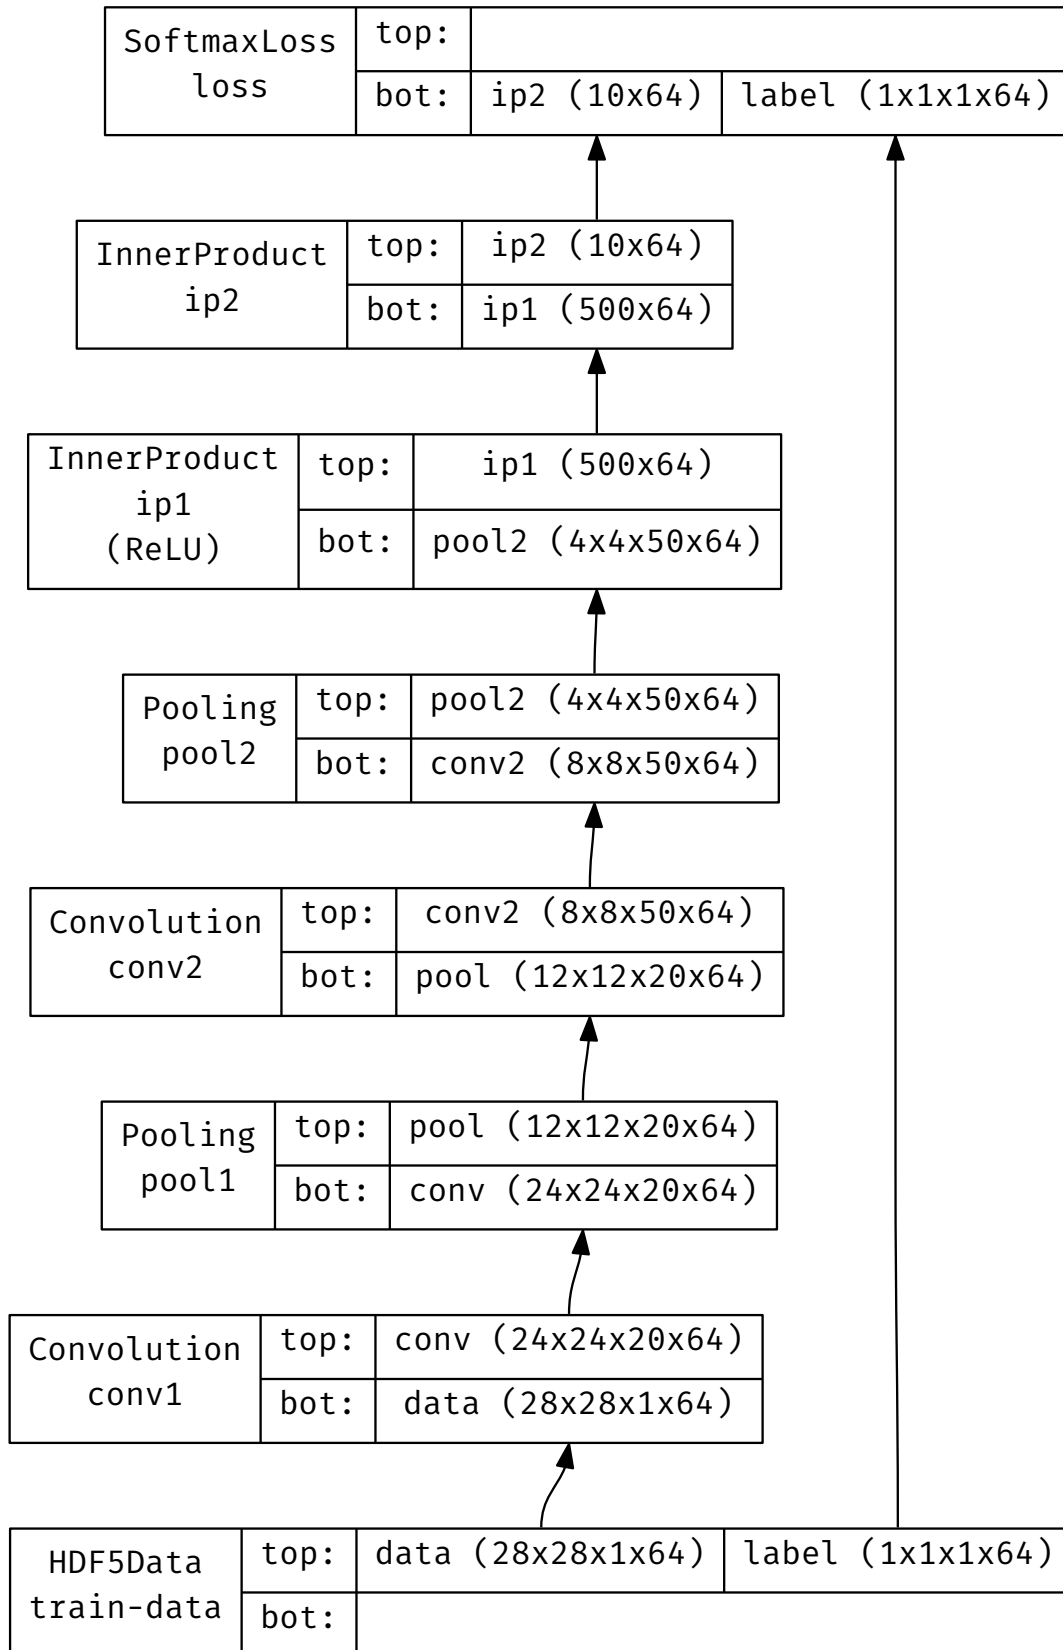 SoftmaxLoss
loss
top:
bot:
ip2 (10x64)
label (1x1x1x64)
InnerProduct
ip2
top:
ip2 (10x64)
bot:
ip1 (500x64)
InnerProduct
ip1
(ReLU)
top:
ip1 (500x64)
bot:
pool2 (4x4x50x64)
Pooling
pool2
top:
pool2 (4x4x50x64)
bot:
conv2 (8x8x50x64)
Convolution
conv2
top:
conv2 (8x8x50x64)
bot:
pool (12x12x20x64)
Pooling
pool1
top:
pool (12x12x20x64)
bot:
conv (24x24x20x64)
Convolution
conv1
top:
conv (24x24x20x64)
bot:
data (28x28x1x64)
HDF5Data
train-data
top:
data (28x28x1x64)
label (1x1x1x64)
bot: